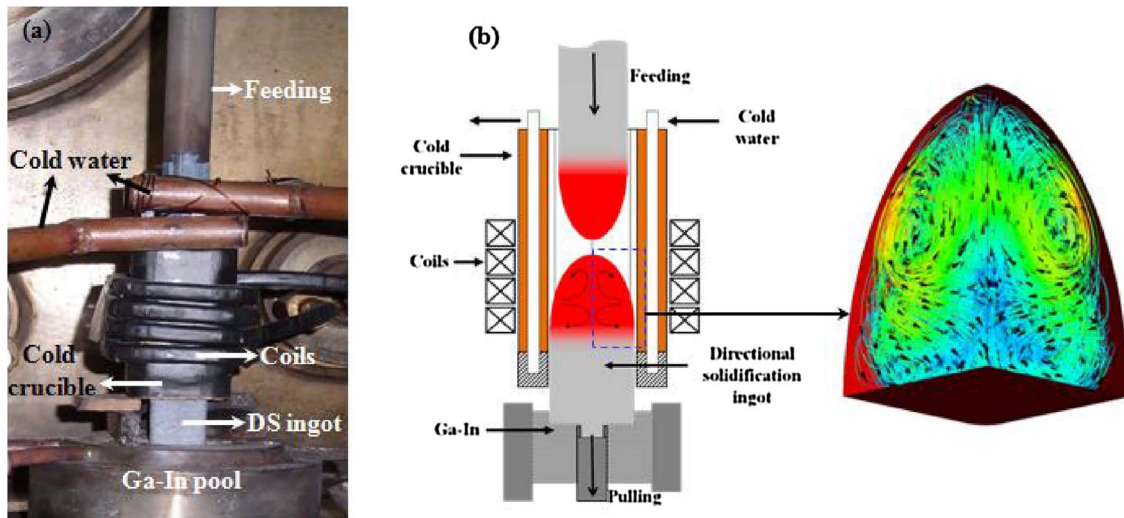 (a)
Feeding
Cold water
Coils
Cold
crucible
DS ingot
Ga-In pool
(b)
Feeding
Cold
water
Cold
crucible
Coils
Directional
solidification
ingot
Ga-In
Pulling